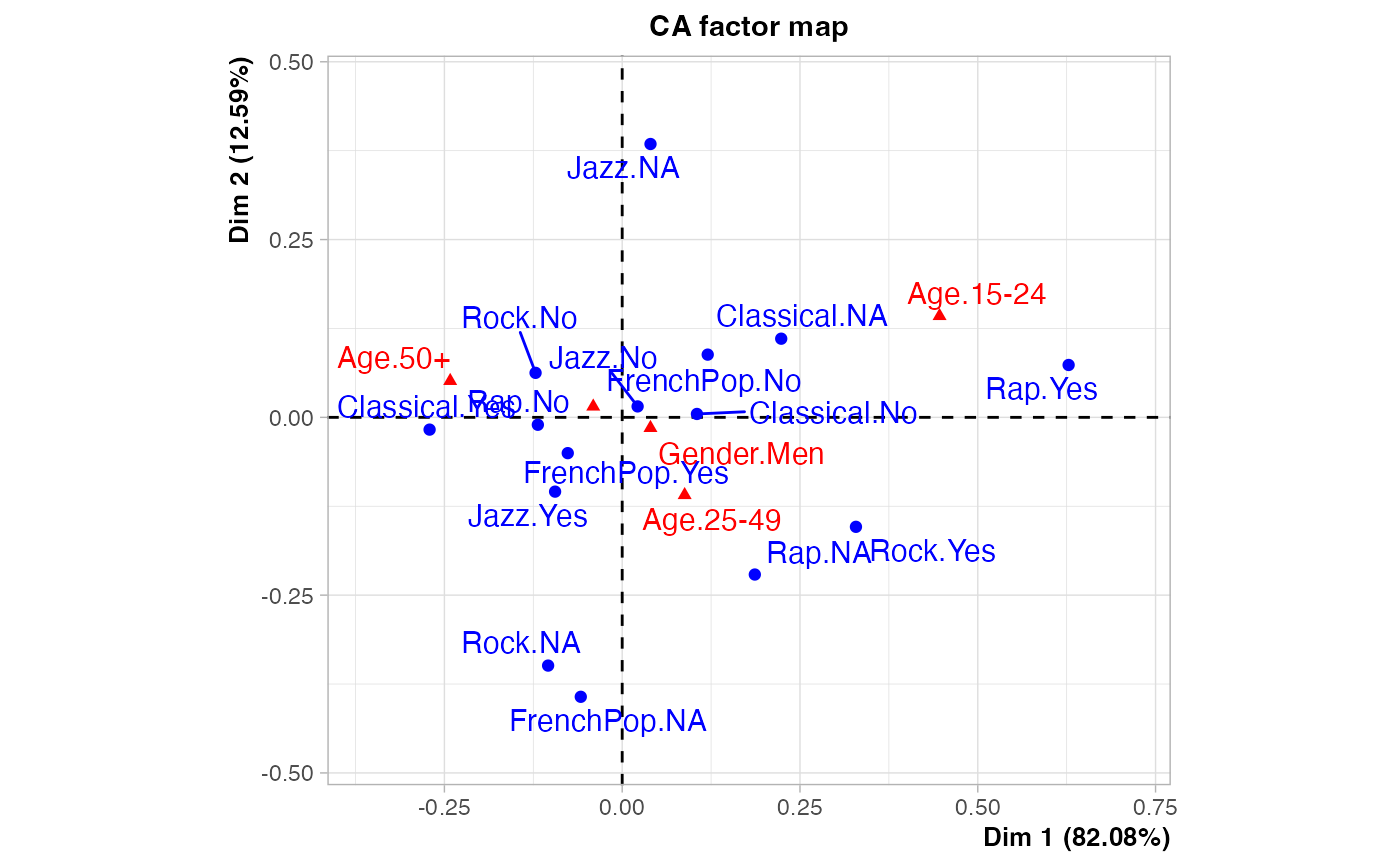 CA factor map
Dim 2 (12.59%)
0.50
0.25
0.00
-0.25
-0.50
Jazz.NA
Age.15-24
Rock.No
Classical.NA
Age.50+
Jazz.No
FrenchPop.No
Rap.Yes
Classical.Yes
Rap.No
Classical.No
Gender.Men
FrenchPop.Yes
Jazz.Yes
Age.25-49
Rap.NA
Rock.Yes
Rock.NA
FrenchPop.NA
-0.25
0.00
0.25
0.50
0.75
Dim 1 (82.08%)